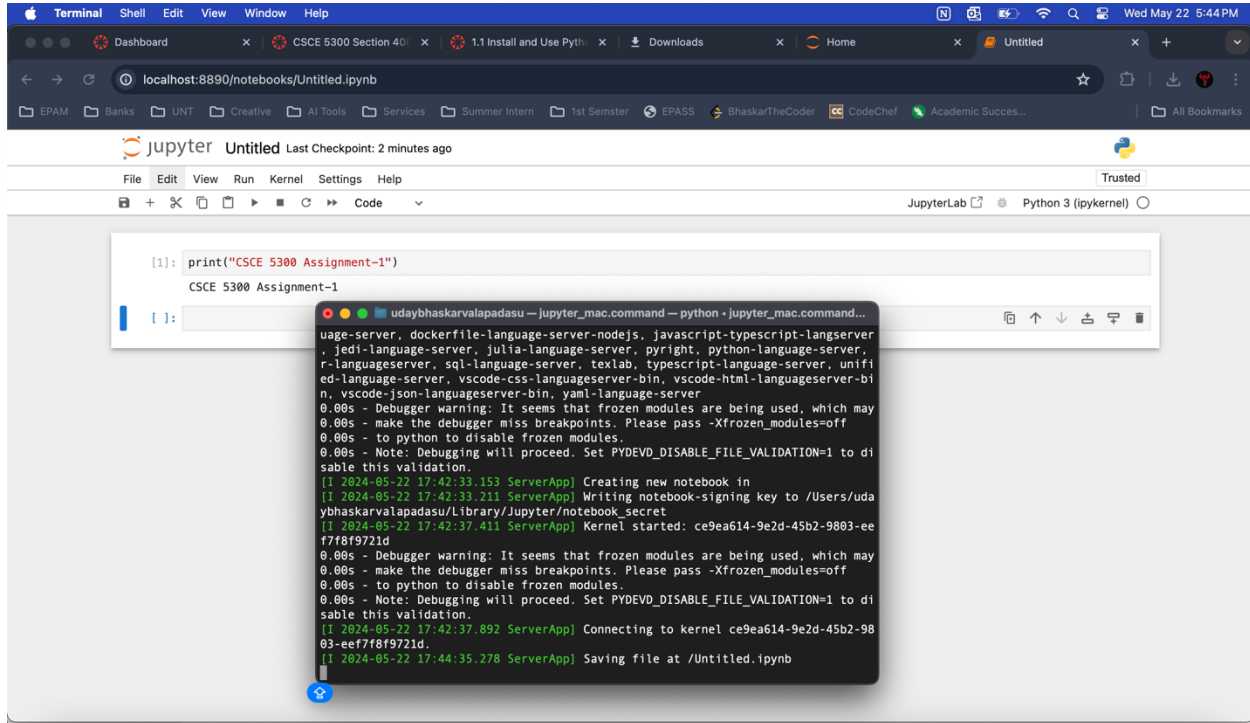 Terminal Shell Edit View Window Help Wed May 22 5:44 PM
Dashboard CSCE 5300 Section 40 1.1 Install and Use Pyth Downloads Home Untitled
localhost:8890/notebooks/Untitled.ipynb
EPAM Banks UNT Creative AI Tools Services Summer Intern 1st Semster EPASS BhaskarTheCoder CodeChef Academic Succes... All Bookmarks
jupyter Untitled Last Checkpoint: 2 minutes ago
File Edit View Run Kernel Settings Help Trusted
Code JupyterLab Python 3 (ipykernel)
[1]: print("CSCE 5300 Assignment-1")
CSCE 5300 Assignment-1
[ ]:
udaybhaskarvalapadasu — jupyter_mac.command — python ‹ jupyter_mac.command...
uage-server, dockerfile-language-server-nodejs, javascript-typescript-langserver
, jedi-language-server, julia-language-server, pyright, python-language-server,
r-languageserver, sql-language-server, texlab, typescript-language-server, unifi
ed-language-server, vscode-css-languageserver-bin, vscode-html-languageserver-bi
n, vscode-json-languageserver-bin, yaml-language-server
0.00s - Debugger warning: It seems that frozen modules are being used, which may
0.00s - make the debugger miss breakpoints. Please pass -Xfrozen_modules=off
0.00s - to python to disable frozen modules.
0.00s - Note: Debugging will proceed. Set PYDEVD_DISABLE_FILE_VALIDATION=1 to di
sable this validation.
[I 2024-05-22 17:42:33.153 ServerApp] Creating new notebook in
[I 2024-05-22 17:42:33.211 ServerApp] Writing notebook-signing key to /Users/uda
ybhaskarvalapadasu/Library/Jupyter/notebook_secret
[I 2024-05-22 17:42:37.411 ServerApp] Kernel started: ce9ea614-9e2d-45b2-9803-ee
f7f8f9721d
0.00s - Debugger warning: It seems that frozen modules are being used, which may
0.00s - make the debugger miss breakpoints. Please pass -Xfrozen_modules=off
0.00s - to python to disable frozen modules.
0.00s - Note: Debugging will proceed. Set PYDEVD_DISABLE_FILE_VALIDATION=1 to di
sable this validation.
[I 2024-05-22 17:42:37.892 ServerApp] Connecting to kernel ce9ea614-9e2d-45b2-98
03-eef7f8f9721d.
[I 2024-05-22 17:44:35.278 ServerApp] Saving file at /Untitled.ipynb